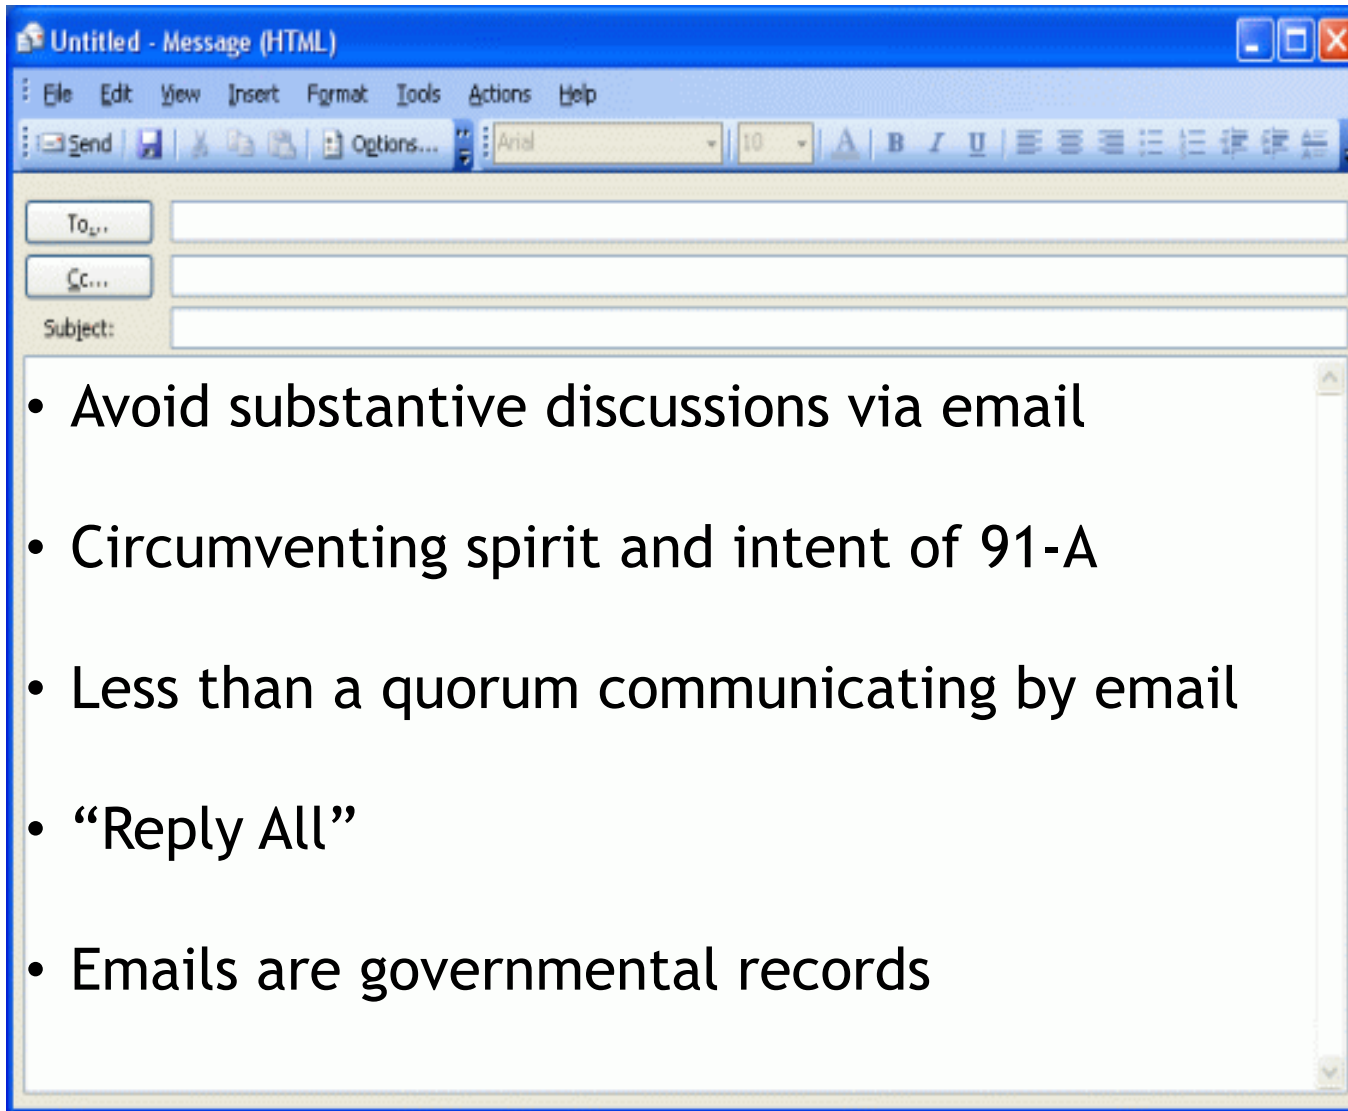 Untitled - Message (HTML)
File Edit View Insert Format Tools Actions Help
Send Options... Arial 10 A B I U
To...
Cc...
Subject:
• Avoid substantive discussions via email
• Circumventing spirit and intent of 91-A
• Less than a quorum communicating by email
• “Reply All”
• Emails are governmental records